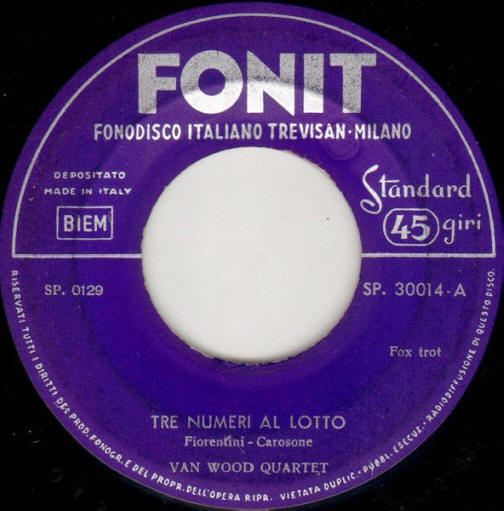 FONIT
FONODISCO ITALIANO TREVISAN·MILANO
DEPOSITATO
MADE IN ITALY
BIEM
Standard
45 giri
SP. 0129
SP. 30014-A
Fox trot
TRE NUMERI AL LOTTO
Fiorentini - Carosone
VAN WOOD QUARTET
RISERVATI TUTTI I DIRITTI DEL PROD. FONOGR. E DEL PROPR. DELL'OPERA RIPR. VIETATA DUPLIC. - PUBBL. ESECUZ. - RADIODIFFUSIONE DI QUESTO DISCO.